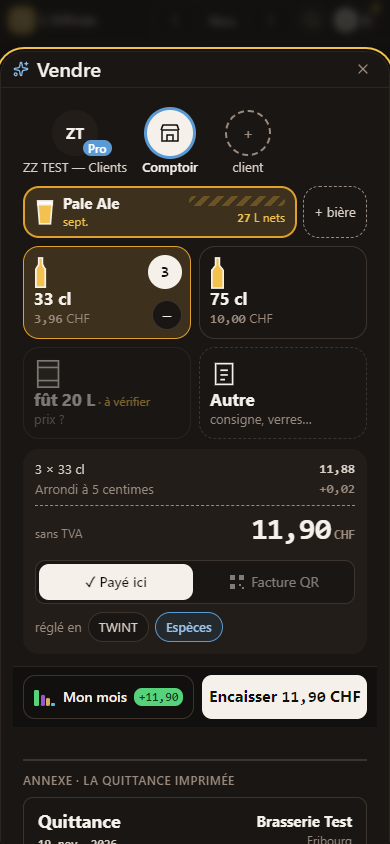 Vendre
×
ZT
Pro
+
ZZ TEST — Clients
Comptoir
client
Pale Ale
sept.
27 L nets
+ bière
3
33 cl
3,96 CHF
–
75 cl
10,00 CHF
fût 20 L · à vérifier
prix ?
Autre
consigne, verres…
3 × 33 cl
11,88
Arrondi à 5 centimes
+0,02
sans TVA
11,90 CHF
✓ Payé ici
Facture QR
réglé en
TWINT
Espèces
Mon mois
+11,90
Encaisser 11,90 CHF
ANNEXE · LA QUITTANCE IMPRIMÉE
Quittance
Brasserie Test
19 nov. 2026
Fribourg